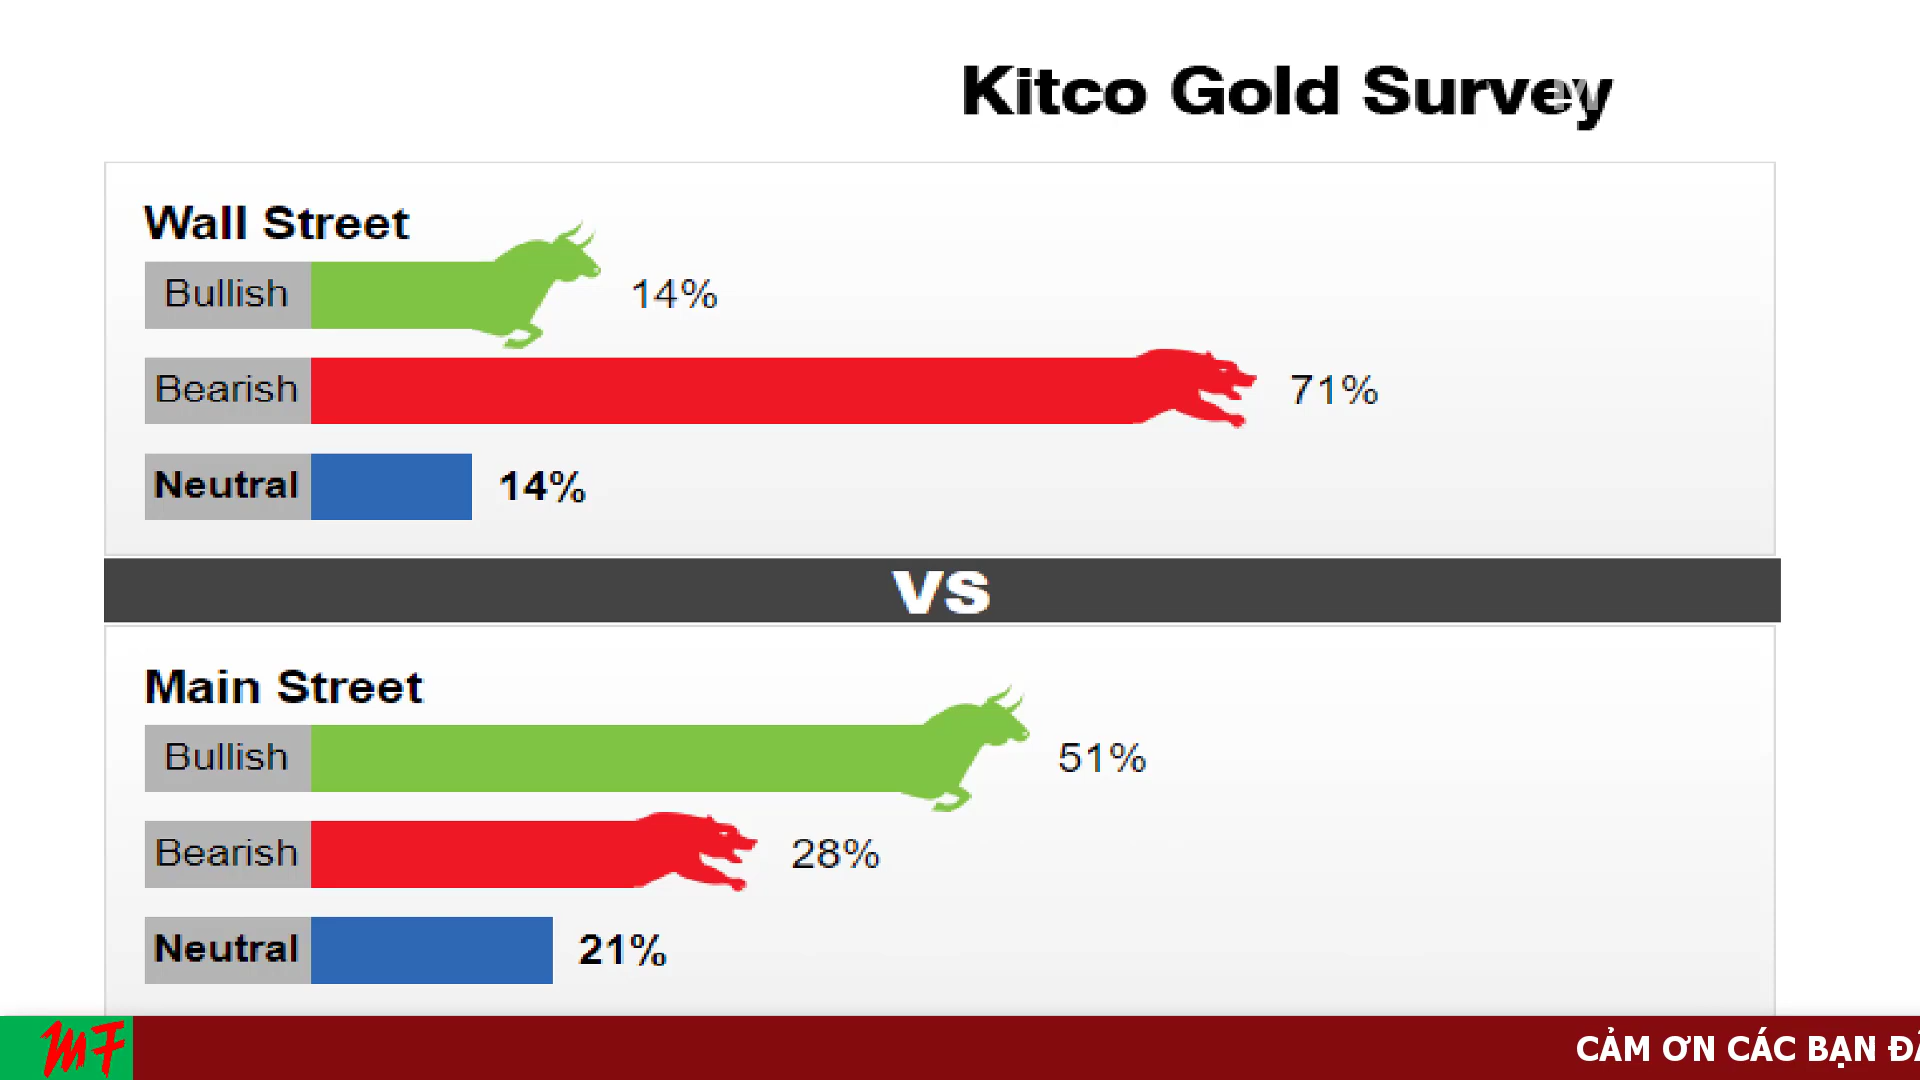 Kitco Gold Survey
Wall Street
Bullish 14%
Bearish 71%
Neutral 14%
VS
Main Street
Bullish 51%
Bearish 28%
Neutral 21%
MF CẢM ƠN CÁC BẠN